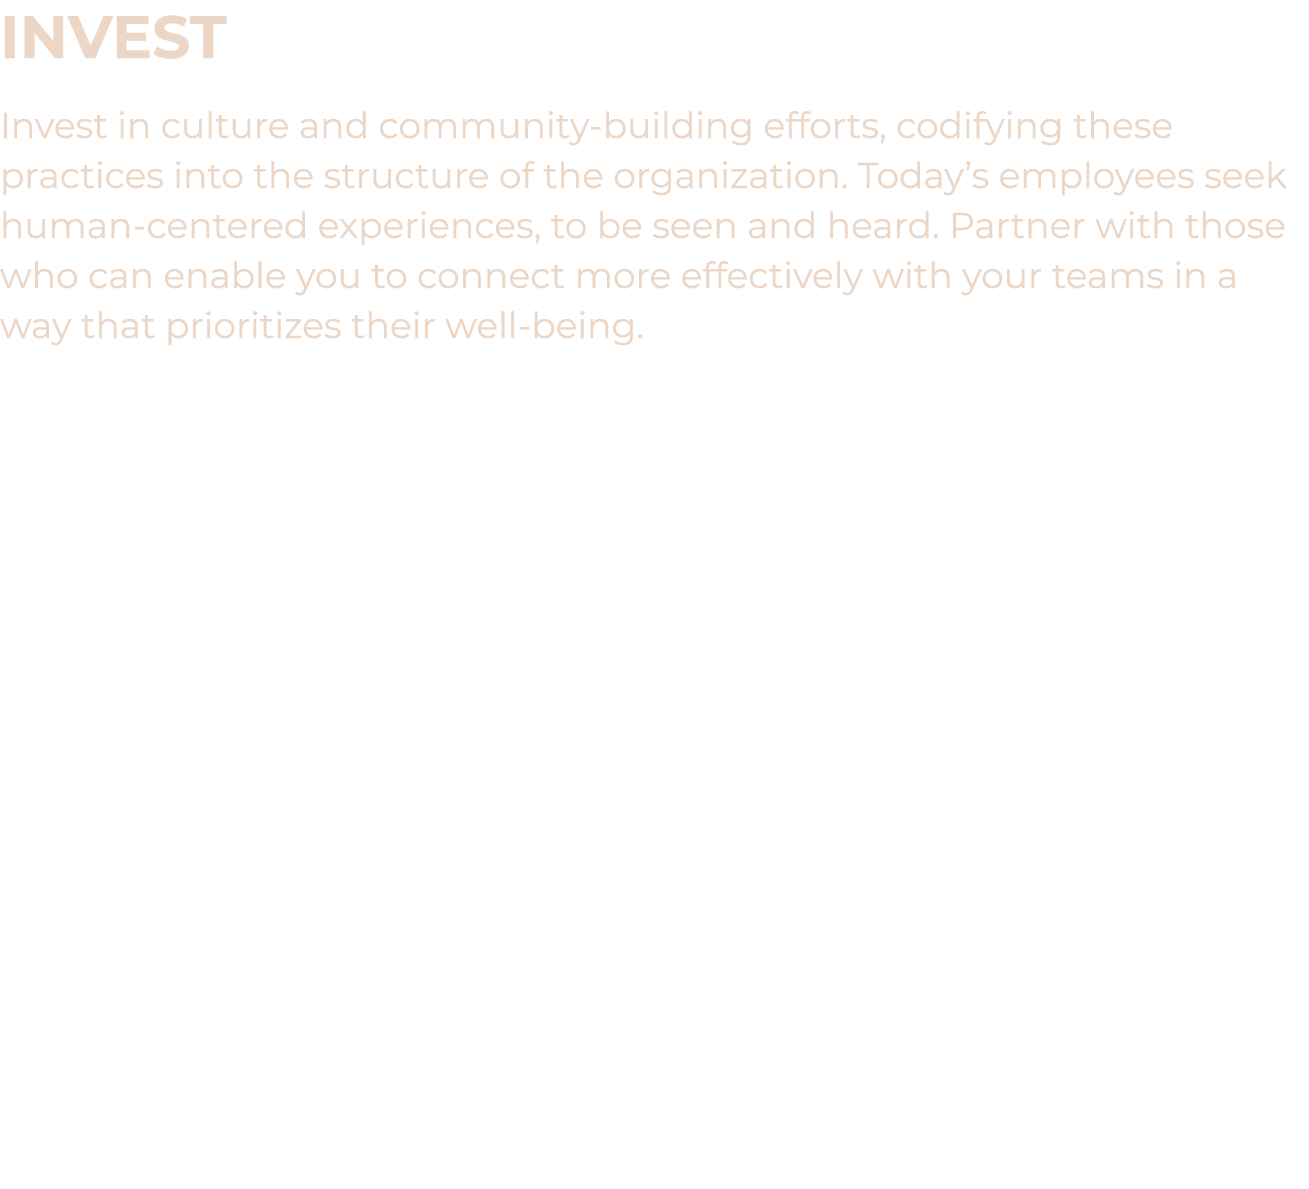 INVEST
Invest in culture and community-building efforts, codifying these
practices into the structure of the organization. Today’s employees seek
human-centered experiences, to be seen and heard. Partner with those
who can enable you to connect more effectively with your teams in a
way that prioritizes their well-being.